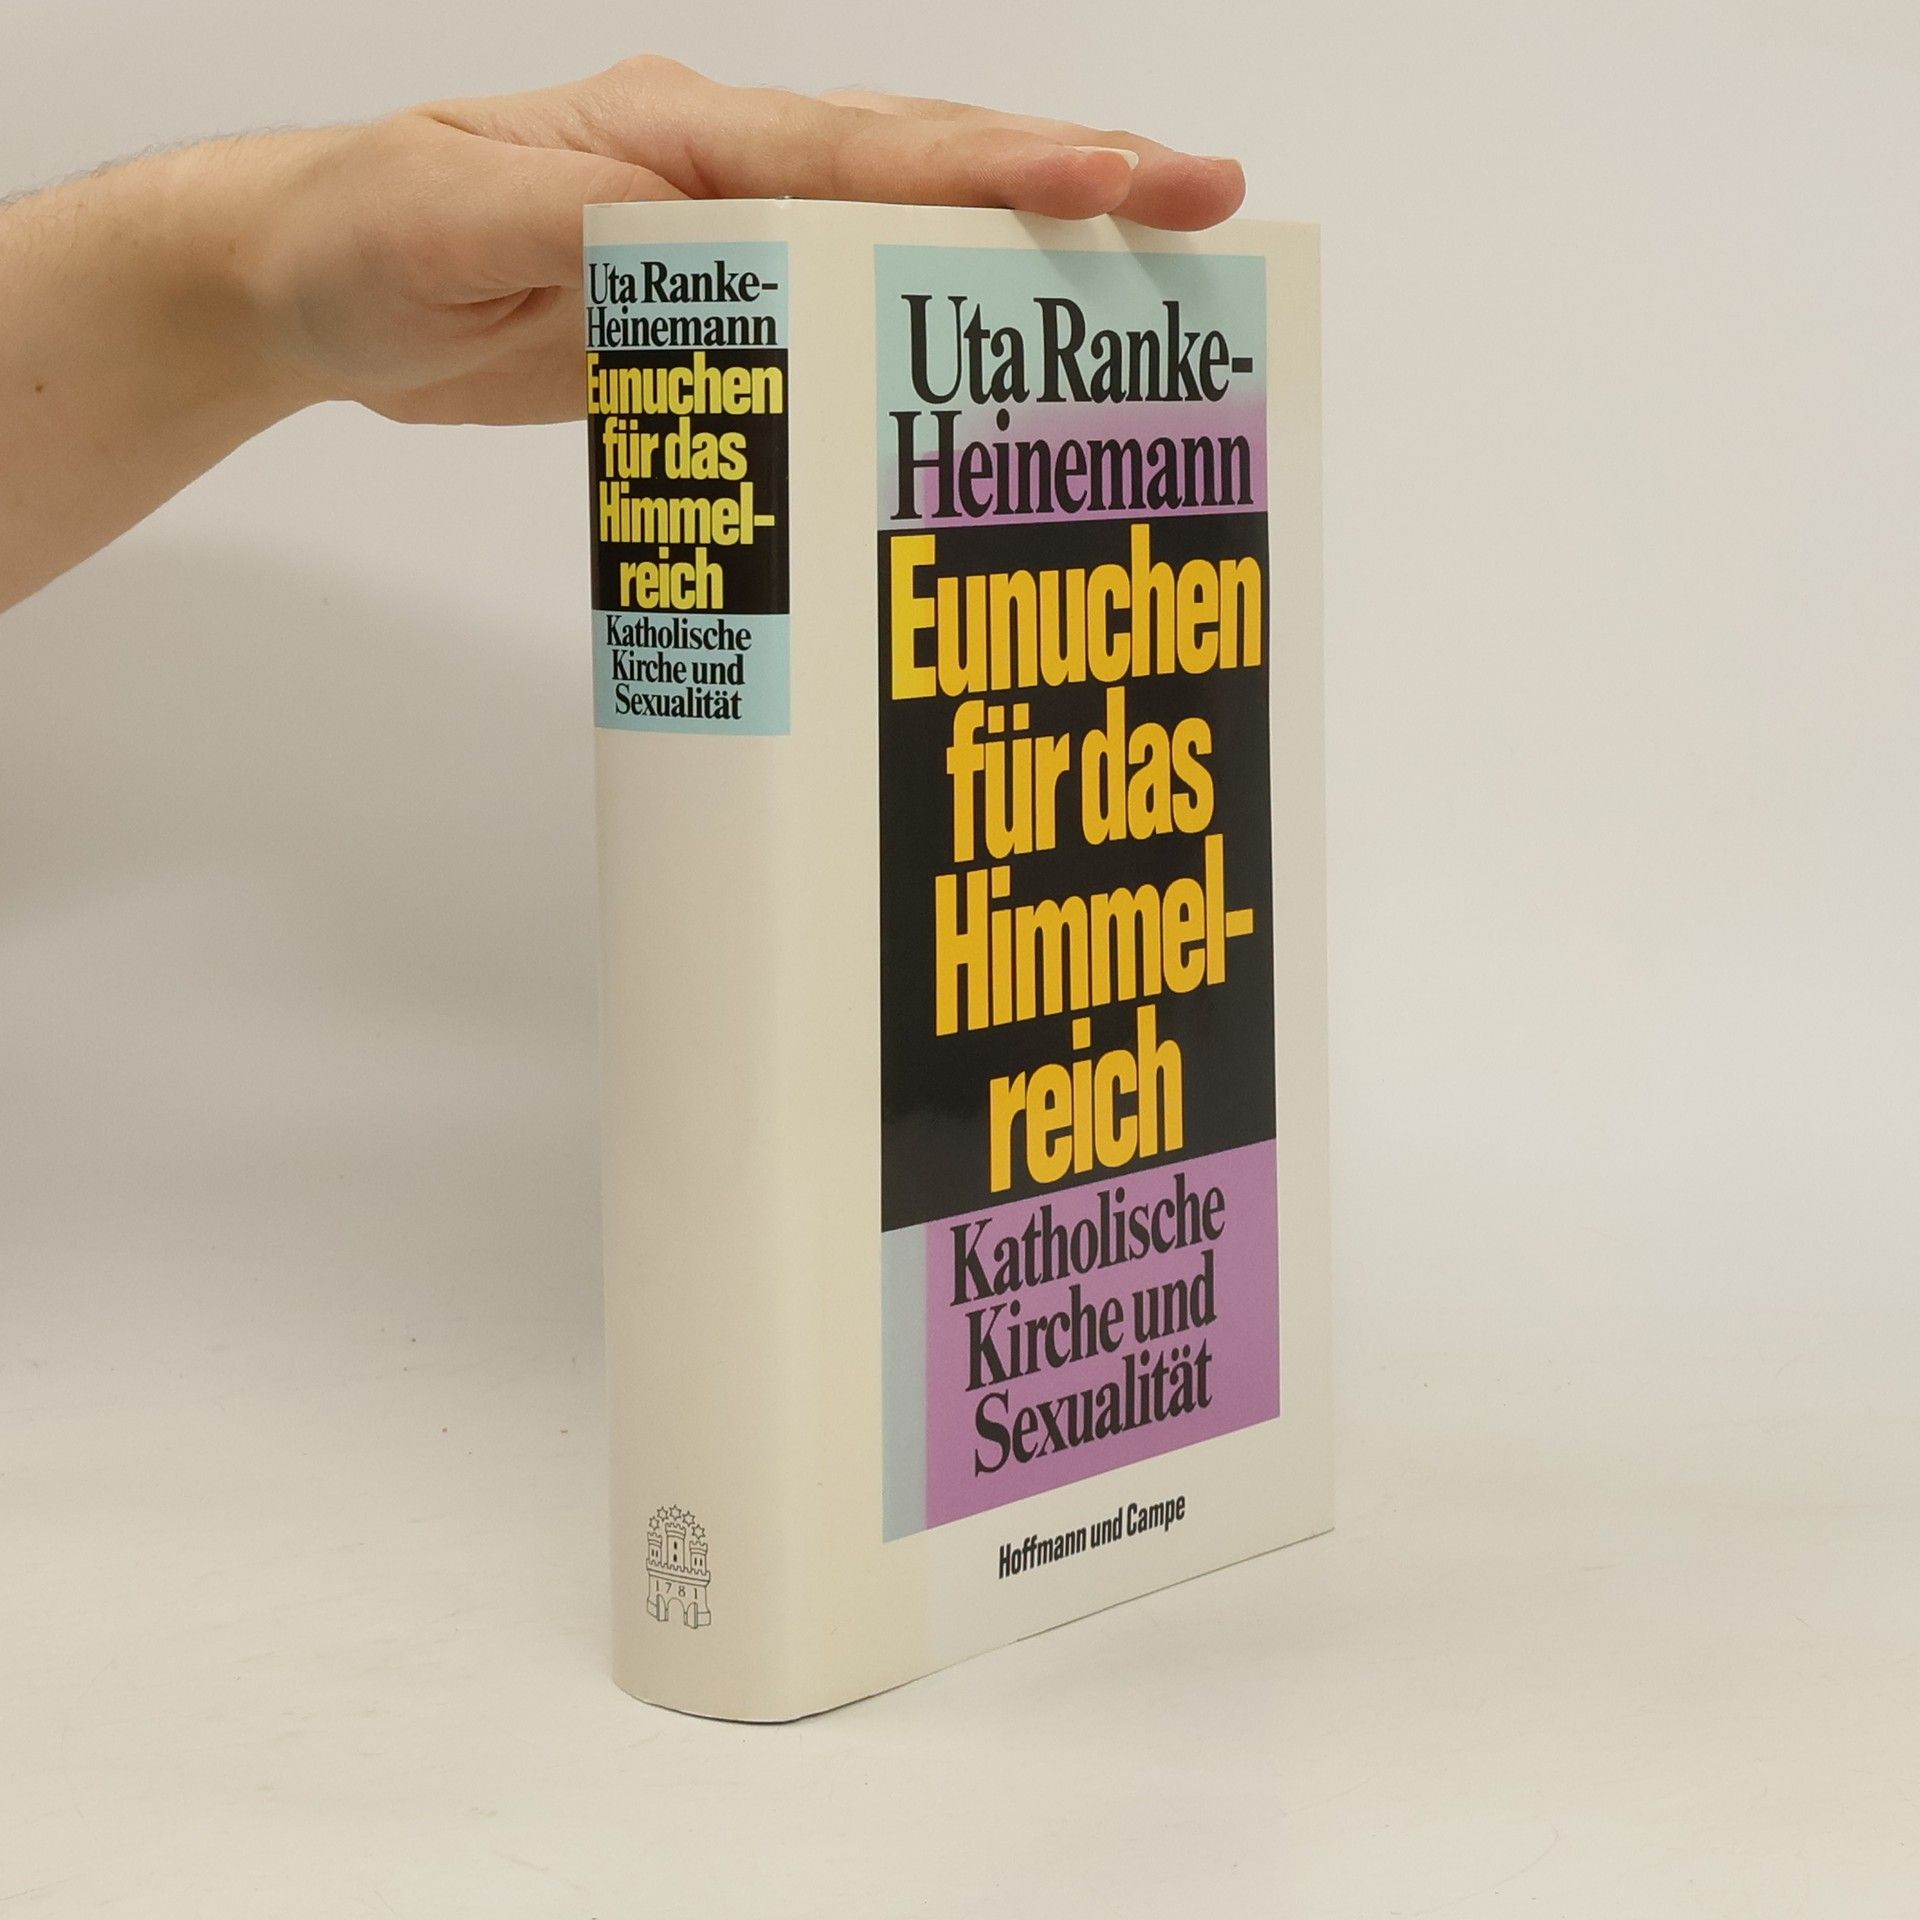 Uta Ranke-
Heinemann
Eunuchen
für das
Himmel-
reich
Katholische
Kirche und
Sexualität
1781
Uta Ranke-
Heinemann
Eunuchen
für das
Himmel-
reich
Katholische
Kirche und
Sexualität
Hoffmann und Campe